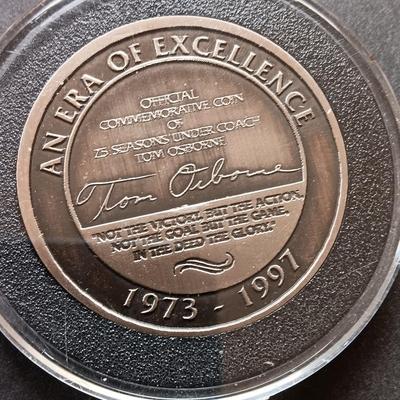 AN ERA OF EXCELLENCE
OFFICIAL
COMMEMORATIVE COIN
OF
25 SEASONS UNDER COACH
TOM OSBORNE
Tom Osborne
"NOT THE VICTORY, BUT THE ACTION.
NOT THE GOAL, BUT THE GAME.
IN THE DEED THE GLORY."
1973 - 1997